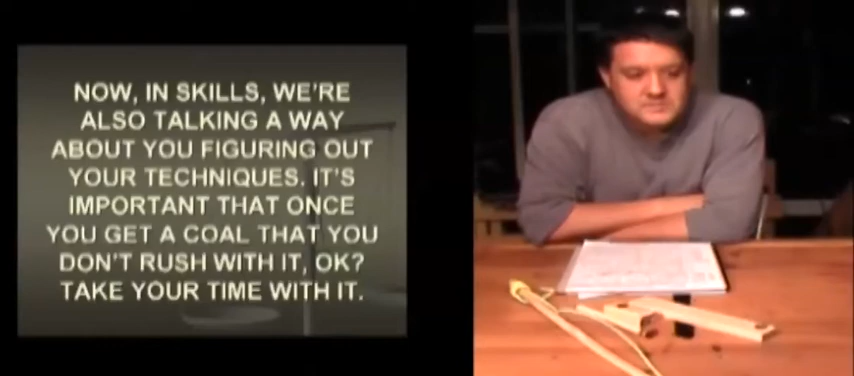 NOW, IN SKILLS, WE'RE
ALSO TALKING A WAY
ABOUT YOU FIGURING OUT
YOUR TECHNIQUES. IT'S
IMPORTANT THAT ONCE
YOU GET A COAL THAT YOU
DON'T RUSH WITH IT, OK?
TAKE YOUR TIME WITH IT.